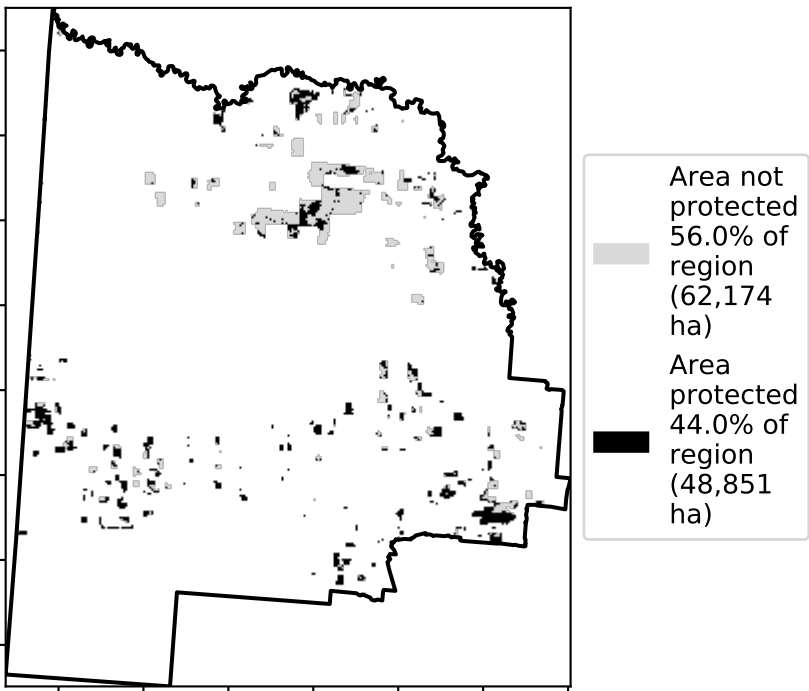 Area not
protected
56.0% of
region
(62,174
ha)
Area
protected
44.0% of
region
(48,851
ha)